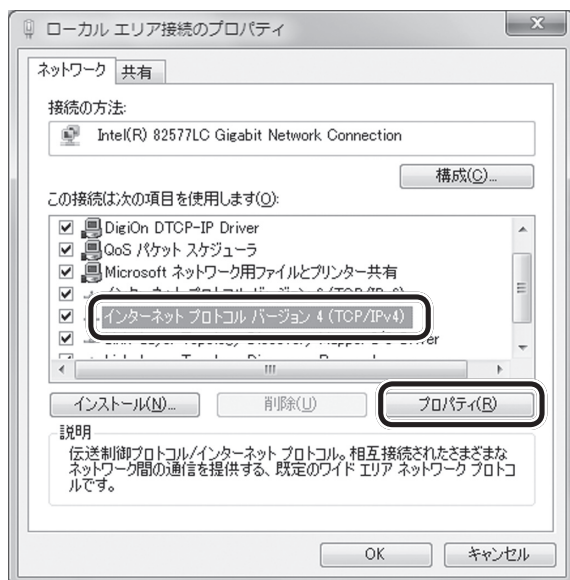 ローカル エリア接続のプロパティ
ネットワーク 共有
接続の方法:
Intel(R) 82577LC Gigabit Network Connection
構成(C)...
この接続は次の項目を使用します(O):
DigiOn DTCP-IP Driver
QoS パケット スケジューラ
Microsoft ネットワーク用ファイルとプリンター共有
インターネット プロトコル バージョン 4 (TCP/IPv4)
インストール(N)... 削除(U) プロパティ(R)
説明
伝送制御プロトコル/インターネット プロトコル。相互接続されたさまざまな
ネットワーク間の通信を提供する、既定のワイド エリア ネットワーク プロトコ
ルです。
OK キャンセル